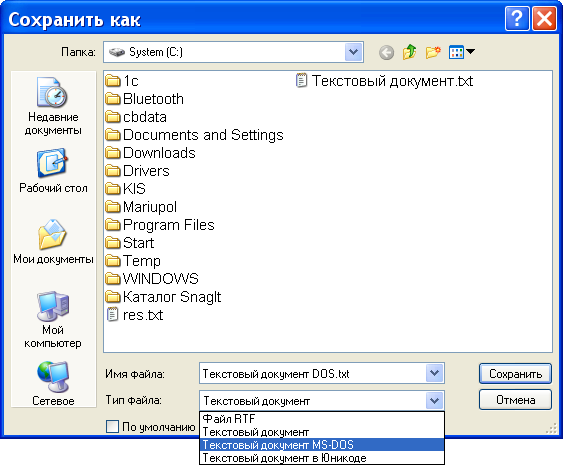 Сохранить как
Папка: System (C:)
Недавние документы
Рабочий стол
Мои документы
Мой компьютер
Сетевое
1c
Bluetooth
cbdata
Documents and Settings
Downloads
Drivers
KIS
Mariupol
Program Files
Start
Temp
WINDOWS
Каталог SnagIt
res.txt
Текстовый документ.txt
Имя файла: Текстовый документ DOS.txt Сохранить
Тип файла: Текстовый документ Отмена
По умолчанию
Файл RTF
Текстовый документ
Текстовый документ MS-DOS
Текстовый документ в Юникоде